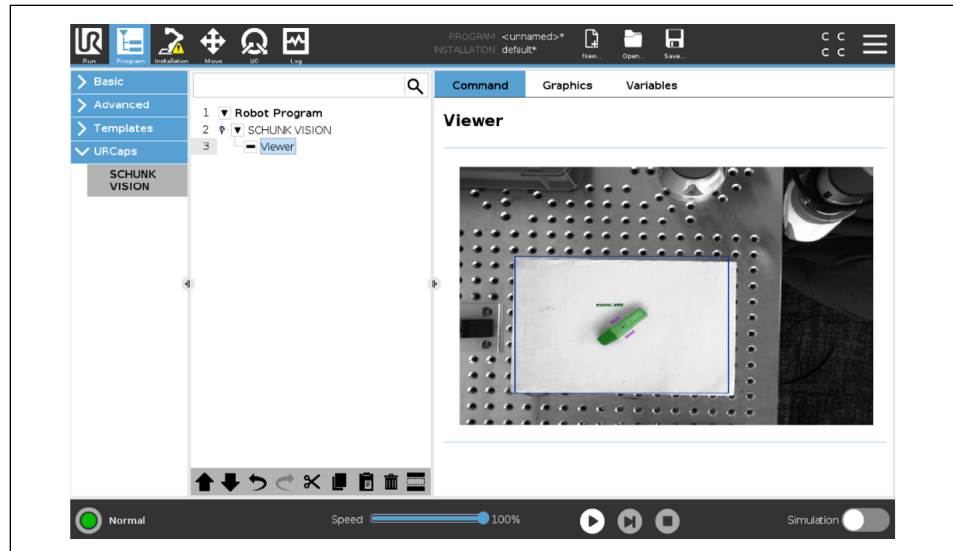 UR
Run
Program
Installation
Move
I/O
Log
PROGRAM <unnamed>*
INSTALLATION default*
New...
Open...
Save...
C C
C C
Basic
Advanced
Templates
URCaps
SCHUNK
VISION
1 Robot Program
2 SCHUNK VISION
3 Viewer
Command Graphics Variables
Viewer
Normal
Speed 100%
Simulation